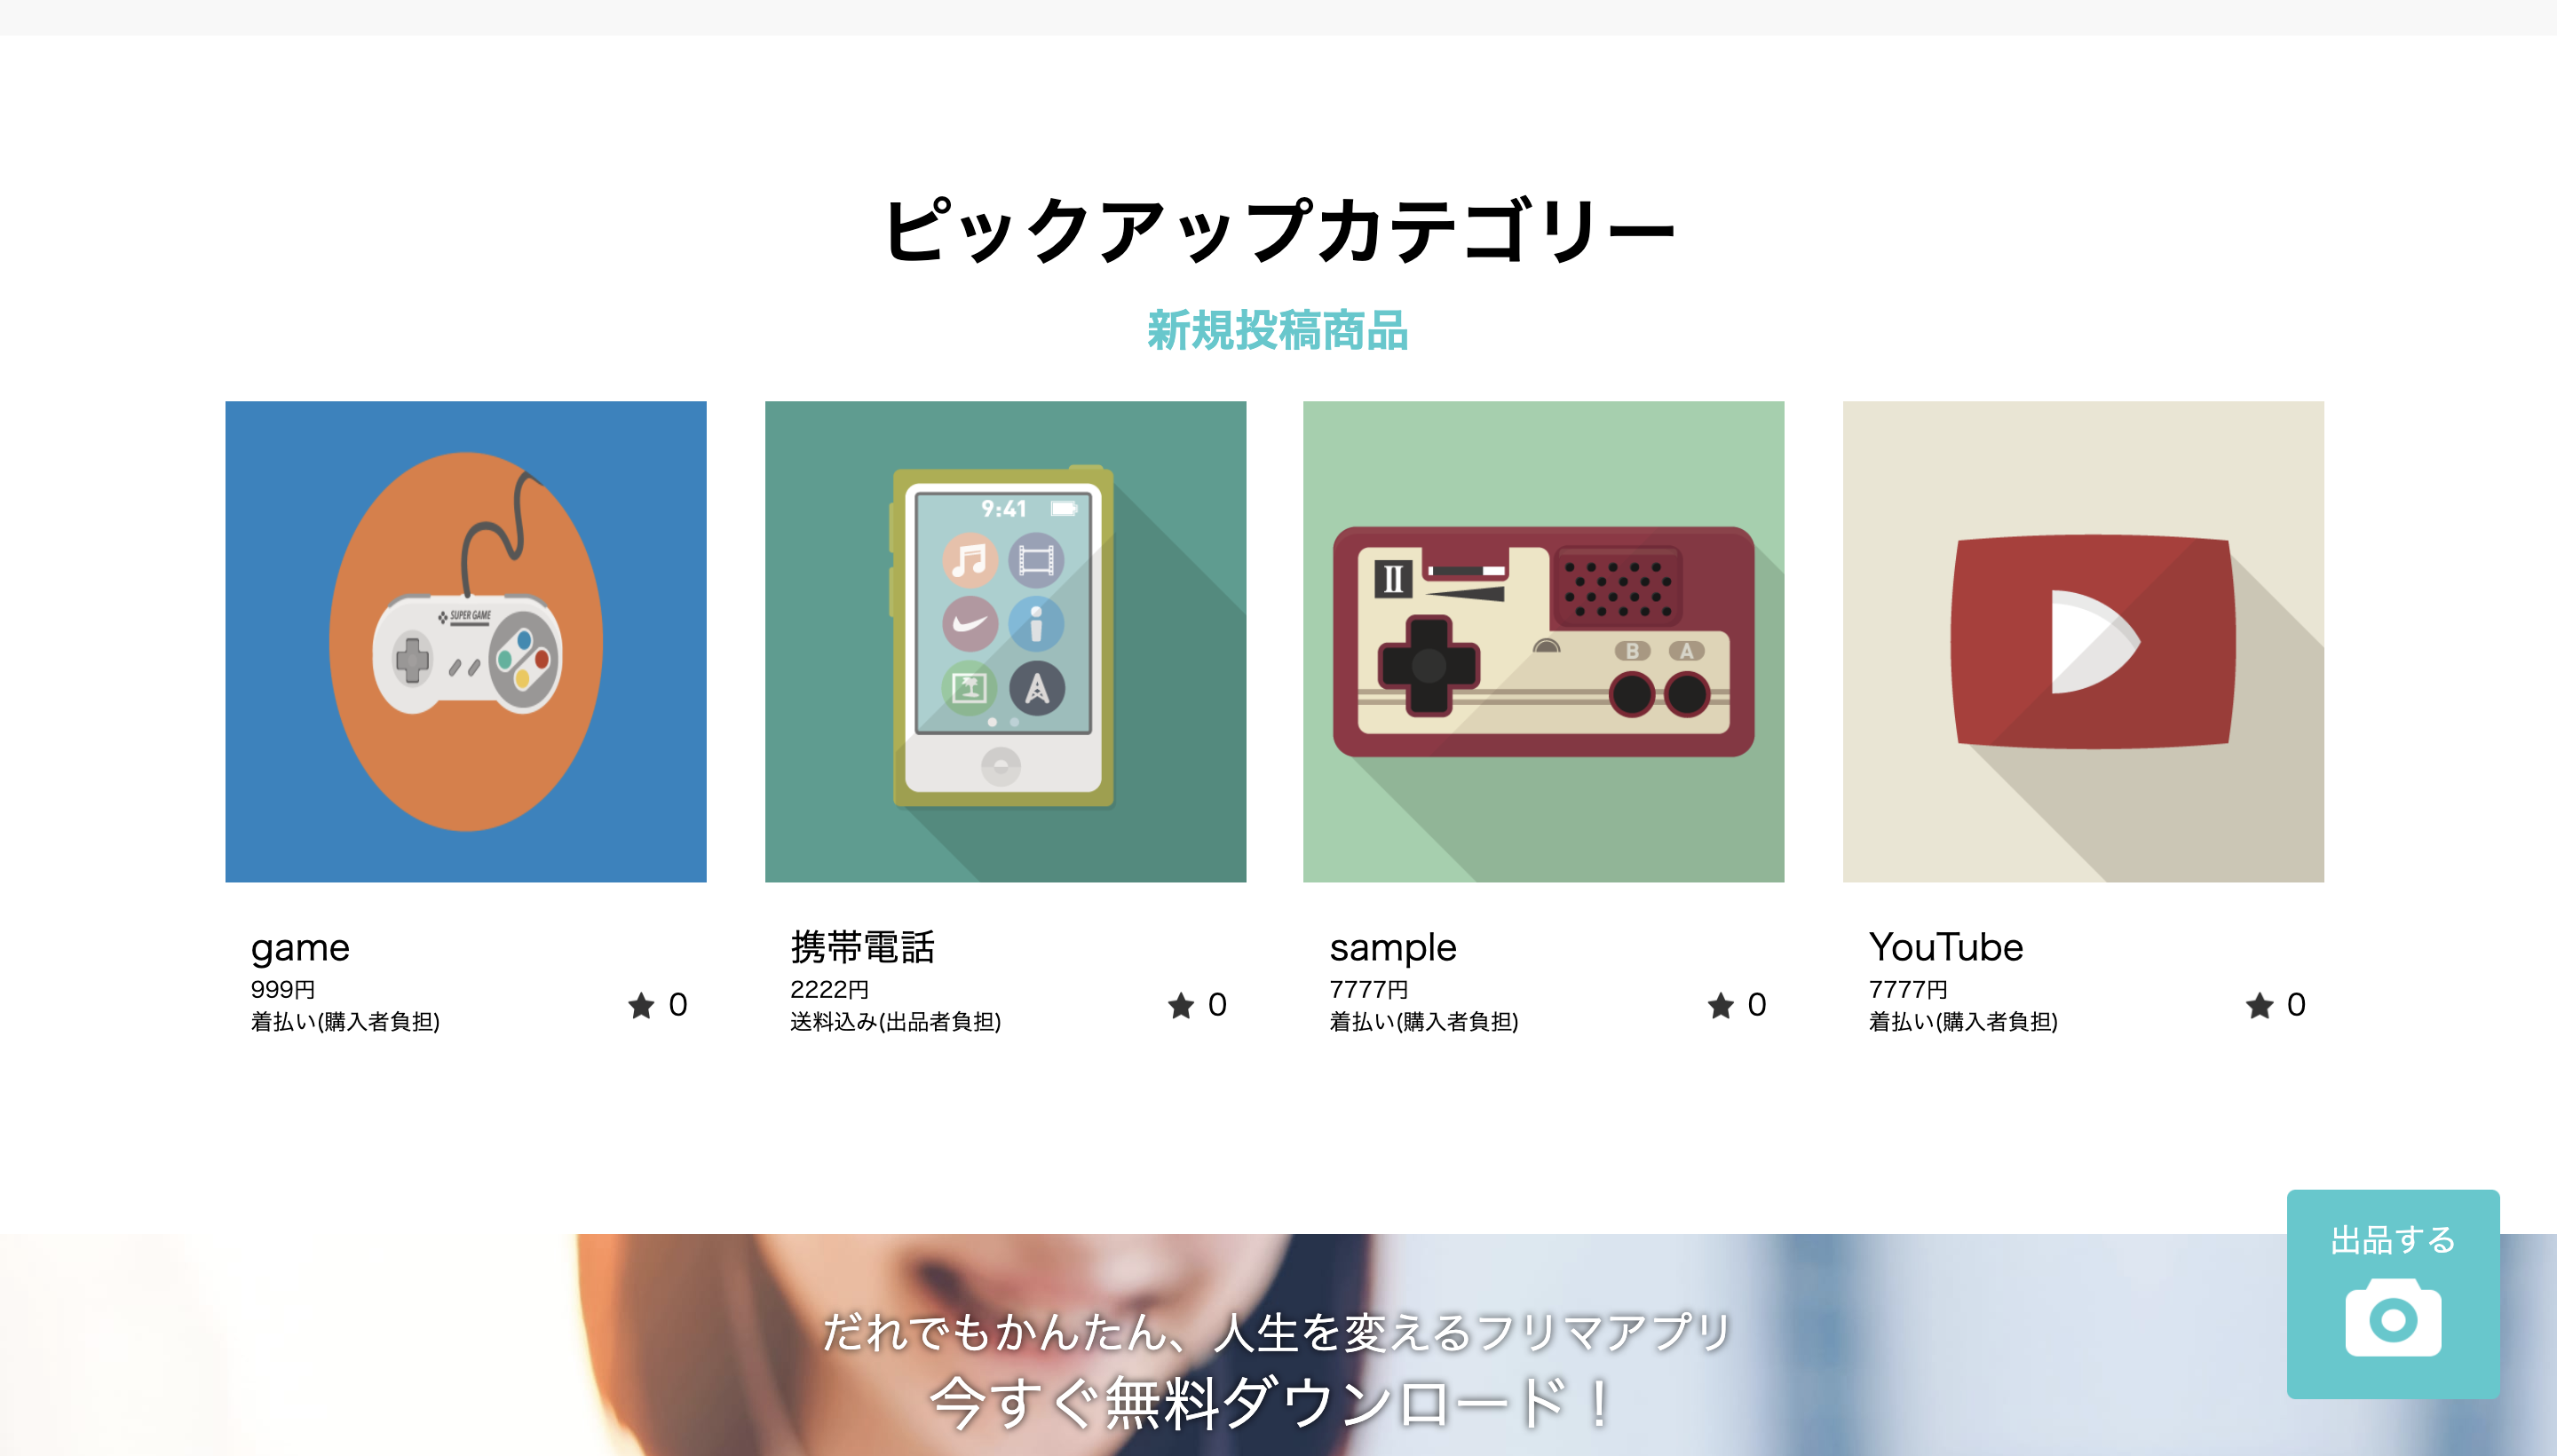 ピックアップカテゴリー
新規投稿商品
SUPER GAME
9:41
II
B A
game
999円
着払い(購入者負担)
★ 0
携帯電話
2222円
送料込み(出品者負担)
★ 0
sample
7777円
着払い(購入者負担)
★ 0
YouTube
7777円
着払い(購入者負担)
★ 0
出品する
だれでもかんたん、人生を変えるフリマアプリ
今すぐ無料ダウンロード！